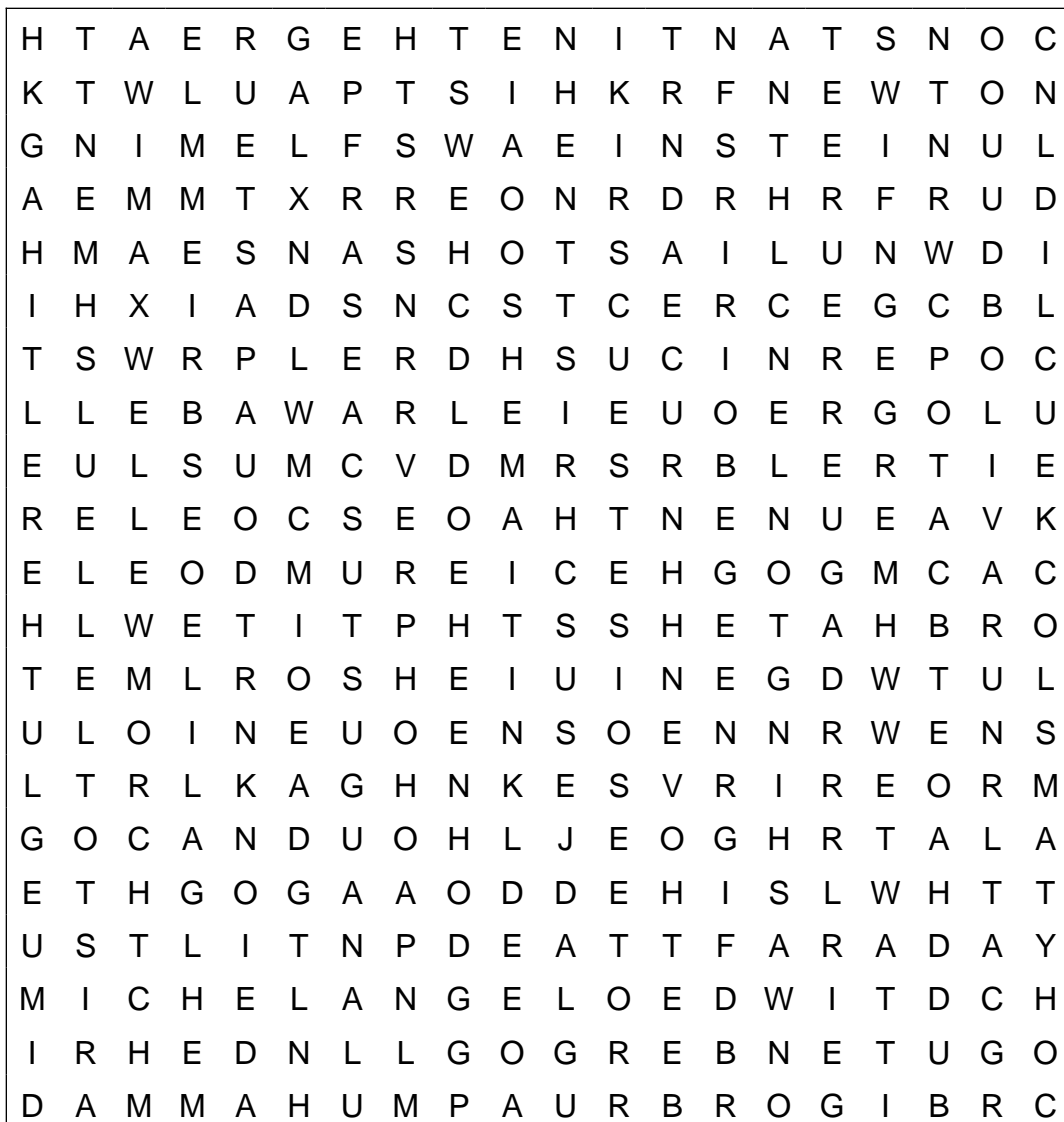 H T A E R G E H T E N I T N A T S N O C
K T W L U A P T S I H K R F N E W T O N
G N I M E L F S W A E I N S T E I N U L
A E M M T X R R E O N R D R H R F R U D
H M A E S N A S H O T S A I L U N W D I
I H X I A D S N C S T C E R C E G C B L
T S W R P L E R D H S U C I N R E P O C
L L E B A W A R L E I E U O E R G O L U
E U L S U M C V D M R S R B L E R T I E
R E L E O C S E O A H T N E N U E A V K
E L E O D M U R E I C E H G O G M C A C
H L W E T I T P H T S S H E T A H B R O
T E M L R O S H E I U I N E G D W T U L
U L O I N E U O E N S O E N N R W E N S
L T R L K A G H N K E S V R I R E O R M
G O C A N D U O H L J E O G H R T A L A
E T H G O G A A O D D E H I S L W H T T
U S T L I T N P D E A T T F A R A D A Y
M I C H E L A N G E L O E D W I T D C H
I R H E D N L L G O G R E B N E T U G O
D A M M A H U M P A U R B R O G I B R C